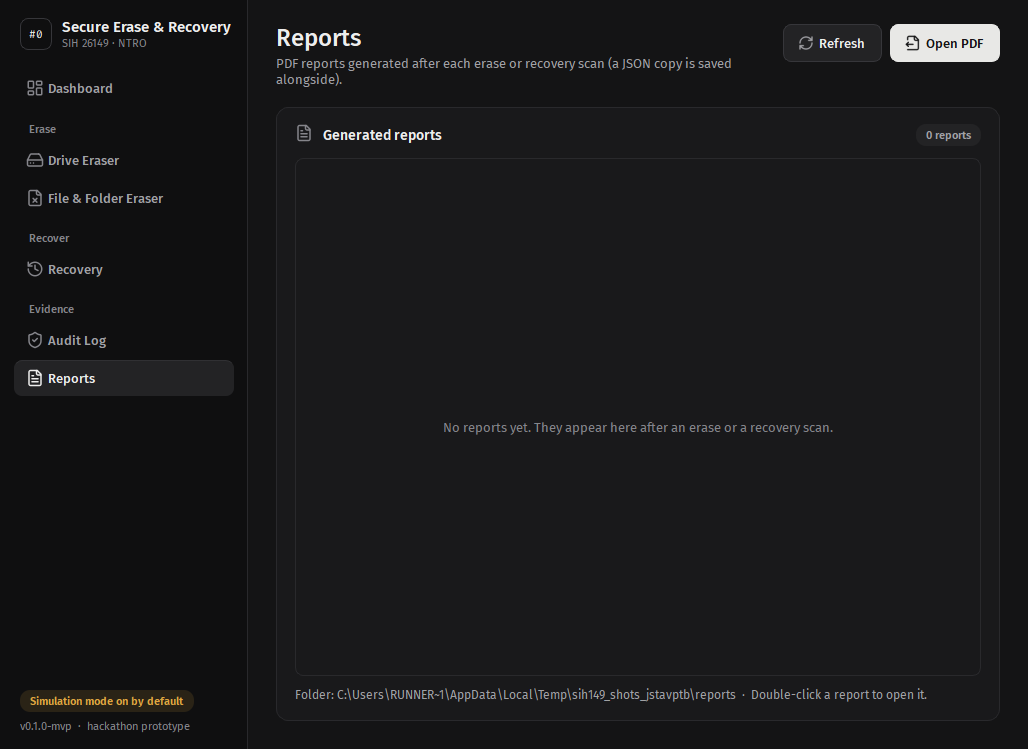 #0
Secure Erase & Recovery
SIH 26149 · NTRO
Dashboard
Erase
Drive Eraser
File & Folder Eraser
Recover
Recovery
Evidence
Audit Log
Reports
Simulation mode on by default
v0.1.0-mvp · hackathon prototype
Reports
PDF reports generated after each erase or recovery scan (a JSON copy is saved
alongside).
Refresh
Open PDF
Generated reports
0 reports
No reports yet. They appear here after an erase or a recovery scan.
Folder: C:\Users\RUNNER~1\AppData\Local\Temp\sih149_shots_jstavptb\reports · Double-click a report to open it.